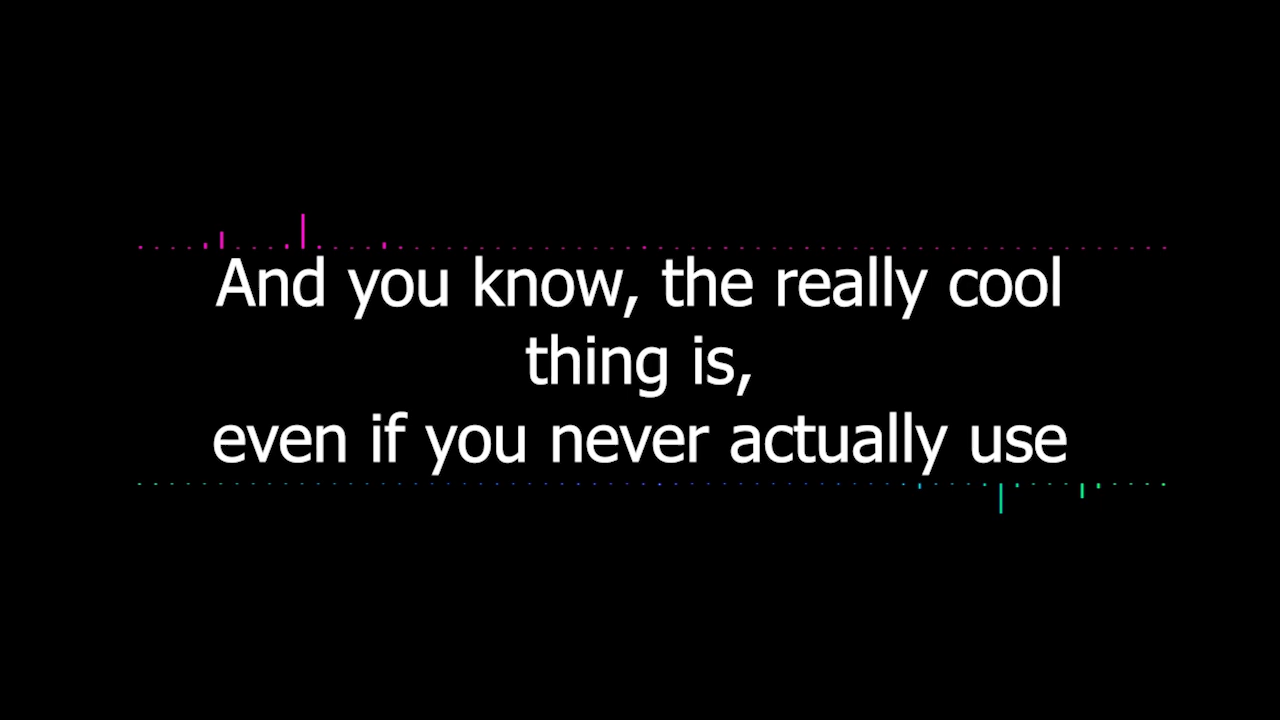 And you know, the really cool
thing is,
even if you never actually use